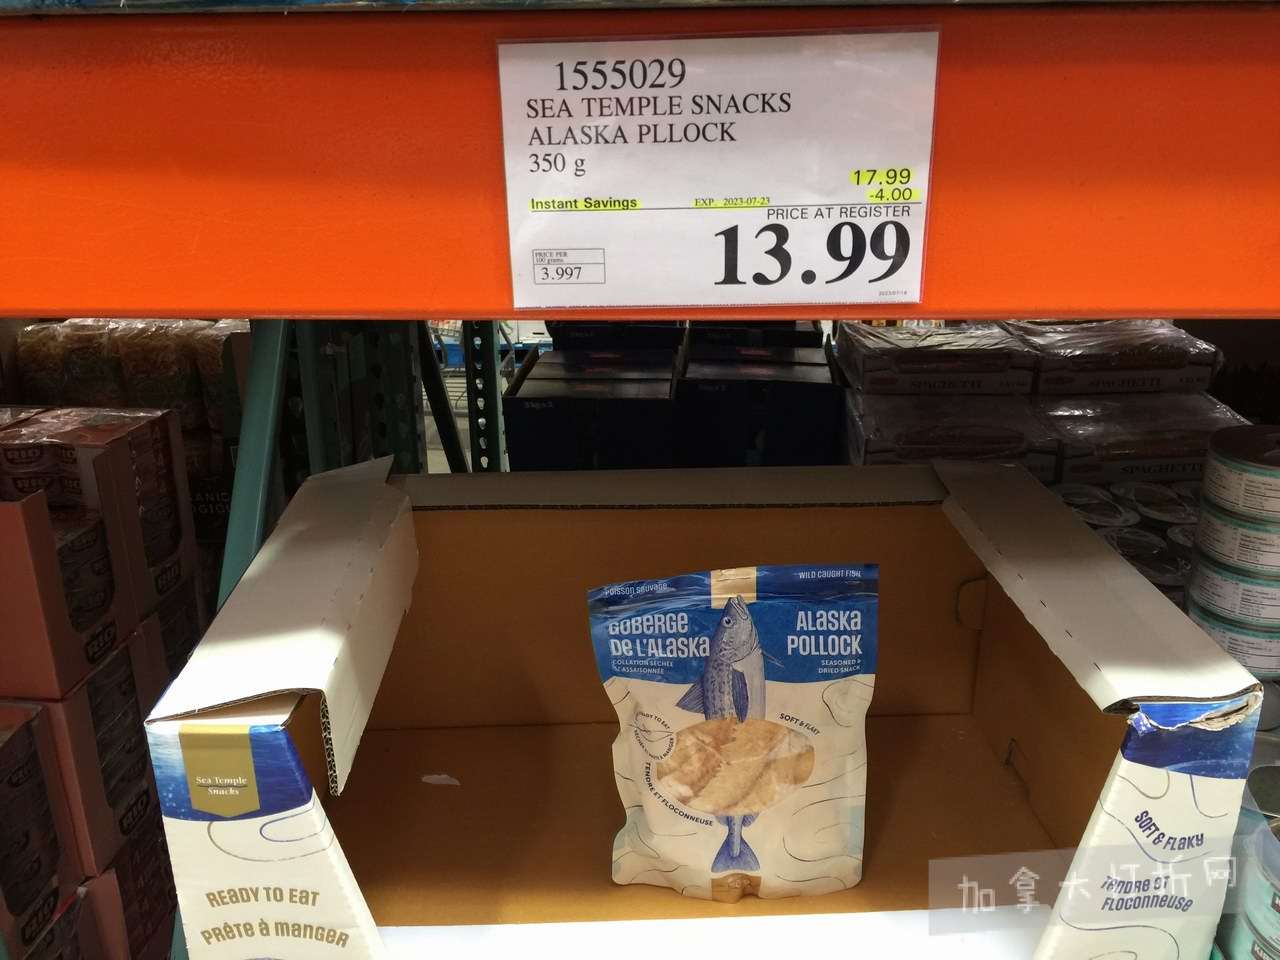 1555029
SEA TEMPLE SNACKS
ALASKA PLLOCK
350 g
17.99
-4.00
Instant Savings
EXP. 2023-07-23
PRICE AT REGISTER
13.99
PRICE PER
100 grams
3.997
SPAGHETTI
SPAGHETTI
SPAGHETTI
RIO
Poisson sauvage
WILD CAUGHT FISH
GOBERGE
DE L'ALASKA
COLLATION SÉCHÉE
ET ASSAISONNÉE
ALASKA
POLLOCK
SEASONED &
DRIED SNACK
READY TO EAT
SOFT & FLAKY
TENDRE ET FLOCONNEUSE
Sea Temple
Snacks
READY TO EAT
PRÊTE À MANGER
SOFT & FLAKY
TENDRE ET
FLOCONNEUSE
加拿大打折网